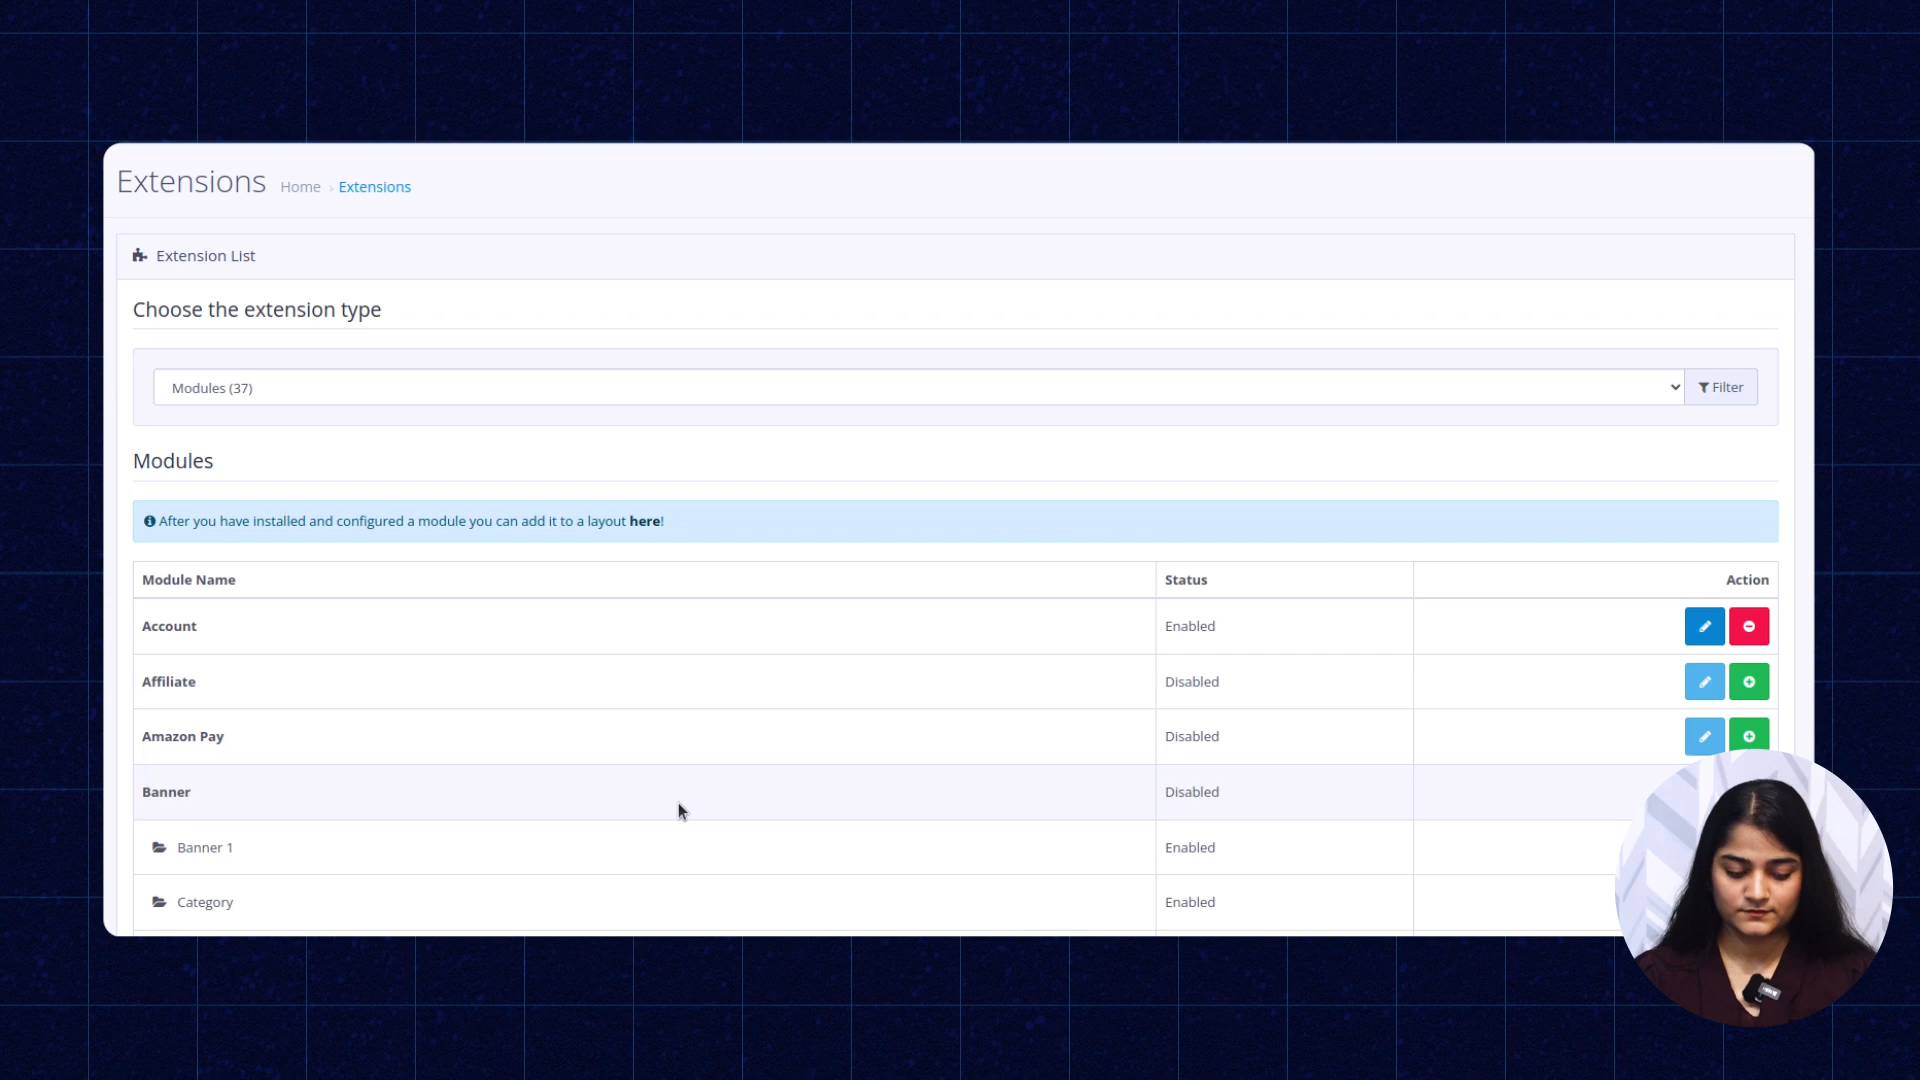 Extensions Home › Extensions
Extension List
Choose the extension type
Modules (37) Filter
Modules
After you have installed and configured a module you can add it to a layout here!
Module Name Status Action
Account Enabled
Affiliate Disabled
Amazon Pay Disabled
Banner Disabled
Banner 1 Enabled
Category Enabled